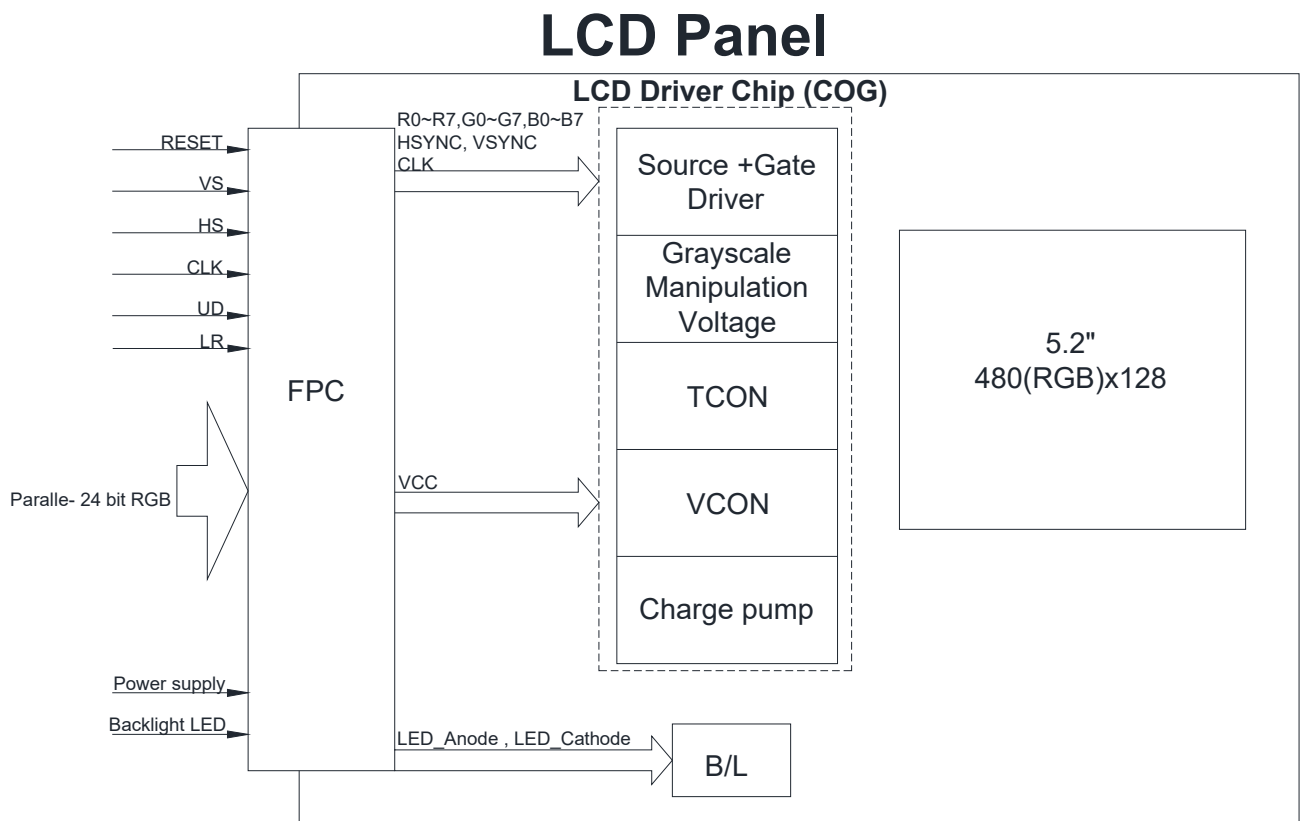 LCD Panel
LCD Driver Chip (COG)
RESET
VS
HS
CLK
UD
LR
Paralle- 24 bit RGB
Power supply
Backlight LED
FPC
R0~R7,G0~G7,B0~B7
HSYNC, VSYNC
CLK
VCC
LED_Anode , LED_Cathode
Source +Gate
Driver
Grayscale
Manipulation
Voltage
TCON
VCON
Charge pump
B/L
5.2"
480(RGB)x128